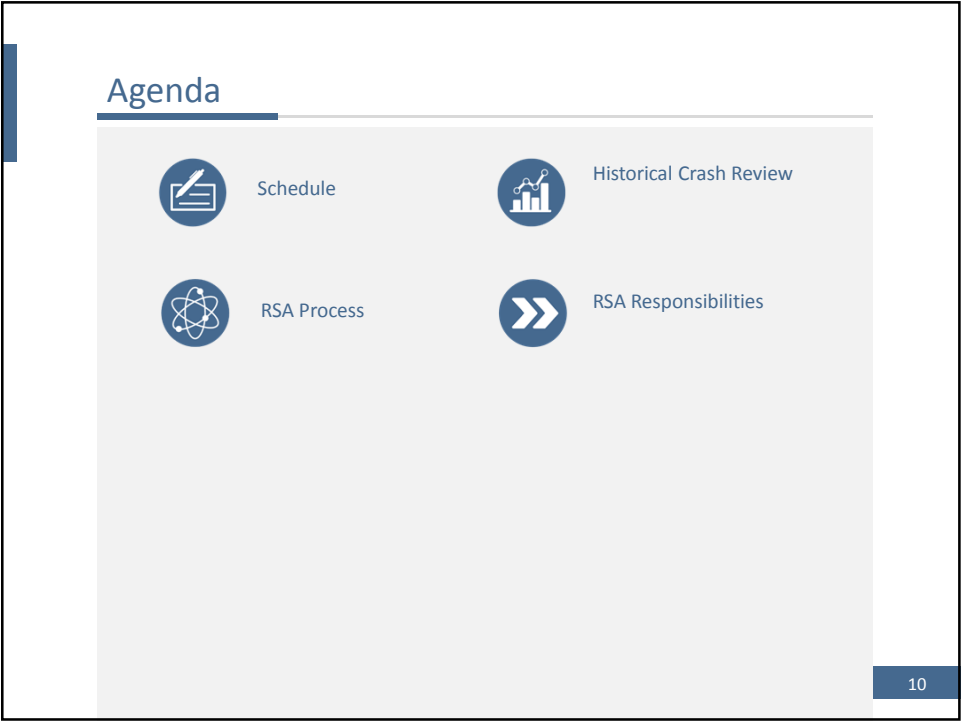 Agenda
Schedule
Historical Crash Review
RSA Process
RSA Responsibilities
10